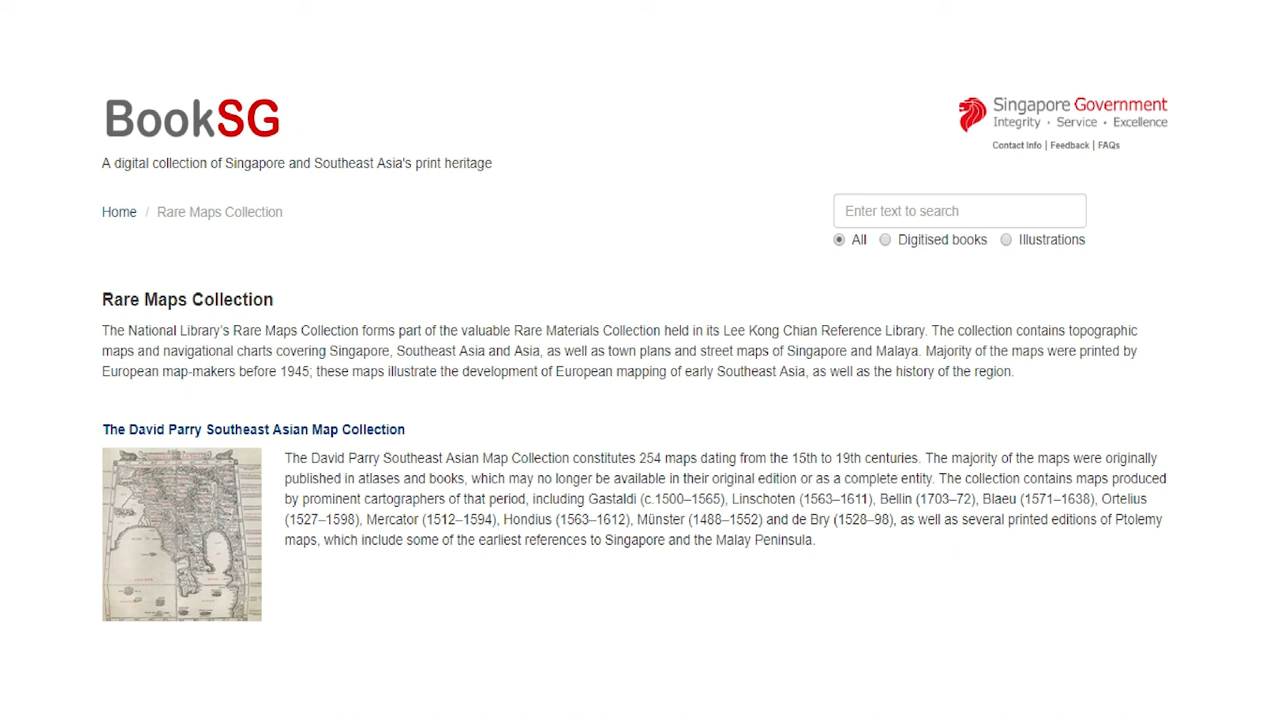 BookSG
Singapore Government
Integrity · Service · Excellence
Contact Info | Feedback | FAQs
A digital collection of Singapore and Southeast Asia's print heritage
Home / Rare Maps Collection
Enter text to search
All Digitised books Illustrations
Rare Maps Collection
The National Library's Rare Maps Collection forms part of the valuable Rare Materials Collection held in its Lee Kong Chian Reference Library. The collection contains topographic
maps and navigational charts covering Singapore, Southeast Asia and Asia, as well as town plans and street maps of Singapore and Malaya. Majority of the maps were printed by
European map-makers before 1945; these maps illustrate the development of European mapping of early Southeast Asia, as well as the history of the region.
The David Parry Southeast Asian Map Collection
The David Parry Southeast Asian Map Collection constitutes 254 maps dating from the 15th to 19th centuries. The majority of the maps were originally
published in atlases and books, which may no longer be available in their original edition or as a complete entity. The collection contains maps produced
by prominent cartographers of that period, including Gastaldi (c.1500–1565), Linschoten (1563–1611), Bellin (1703–72), Blaeu (1571–1638), Ortelius
(1527–1598), Mercator (1512–1594), Hondius (1563–1612), Münster (1488–1552) and de Bry (1528–98), as well as several printed editions of Ptolemy
maps, which include some of the earliest references to Singapore and the Malay Peninsula.